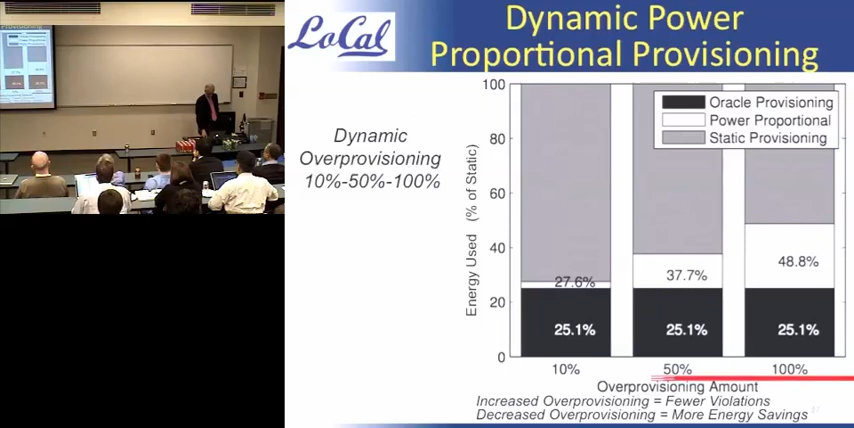 LoCal
Dynamic Power
Proportional Provisioning
Dynamic
Overprovisioning
10%-50%-100%
Oracle Provisioning
Power Proportional
Static Provisioning
Energy Used (% of Static)
100
80
60
40
20
0
27.6%
37.7%
48.8%
25.1%
25.1%
25.1%
10%
50%
100%
Overprovisioning Amount
Increased Overprovisioning = Fewer Violations
Decreased Overprovisioning = More Energy Savings